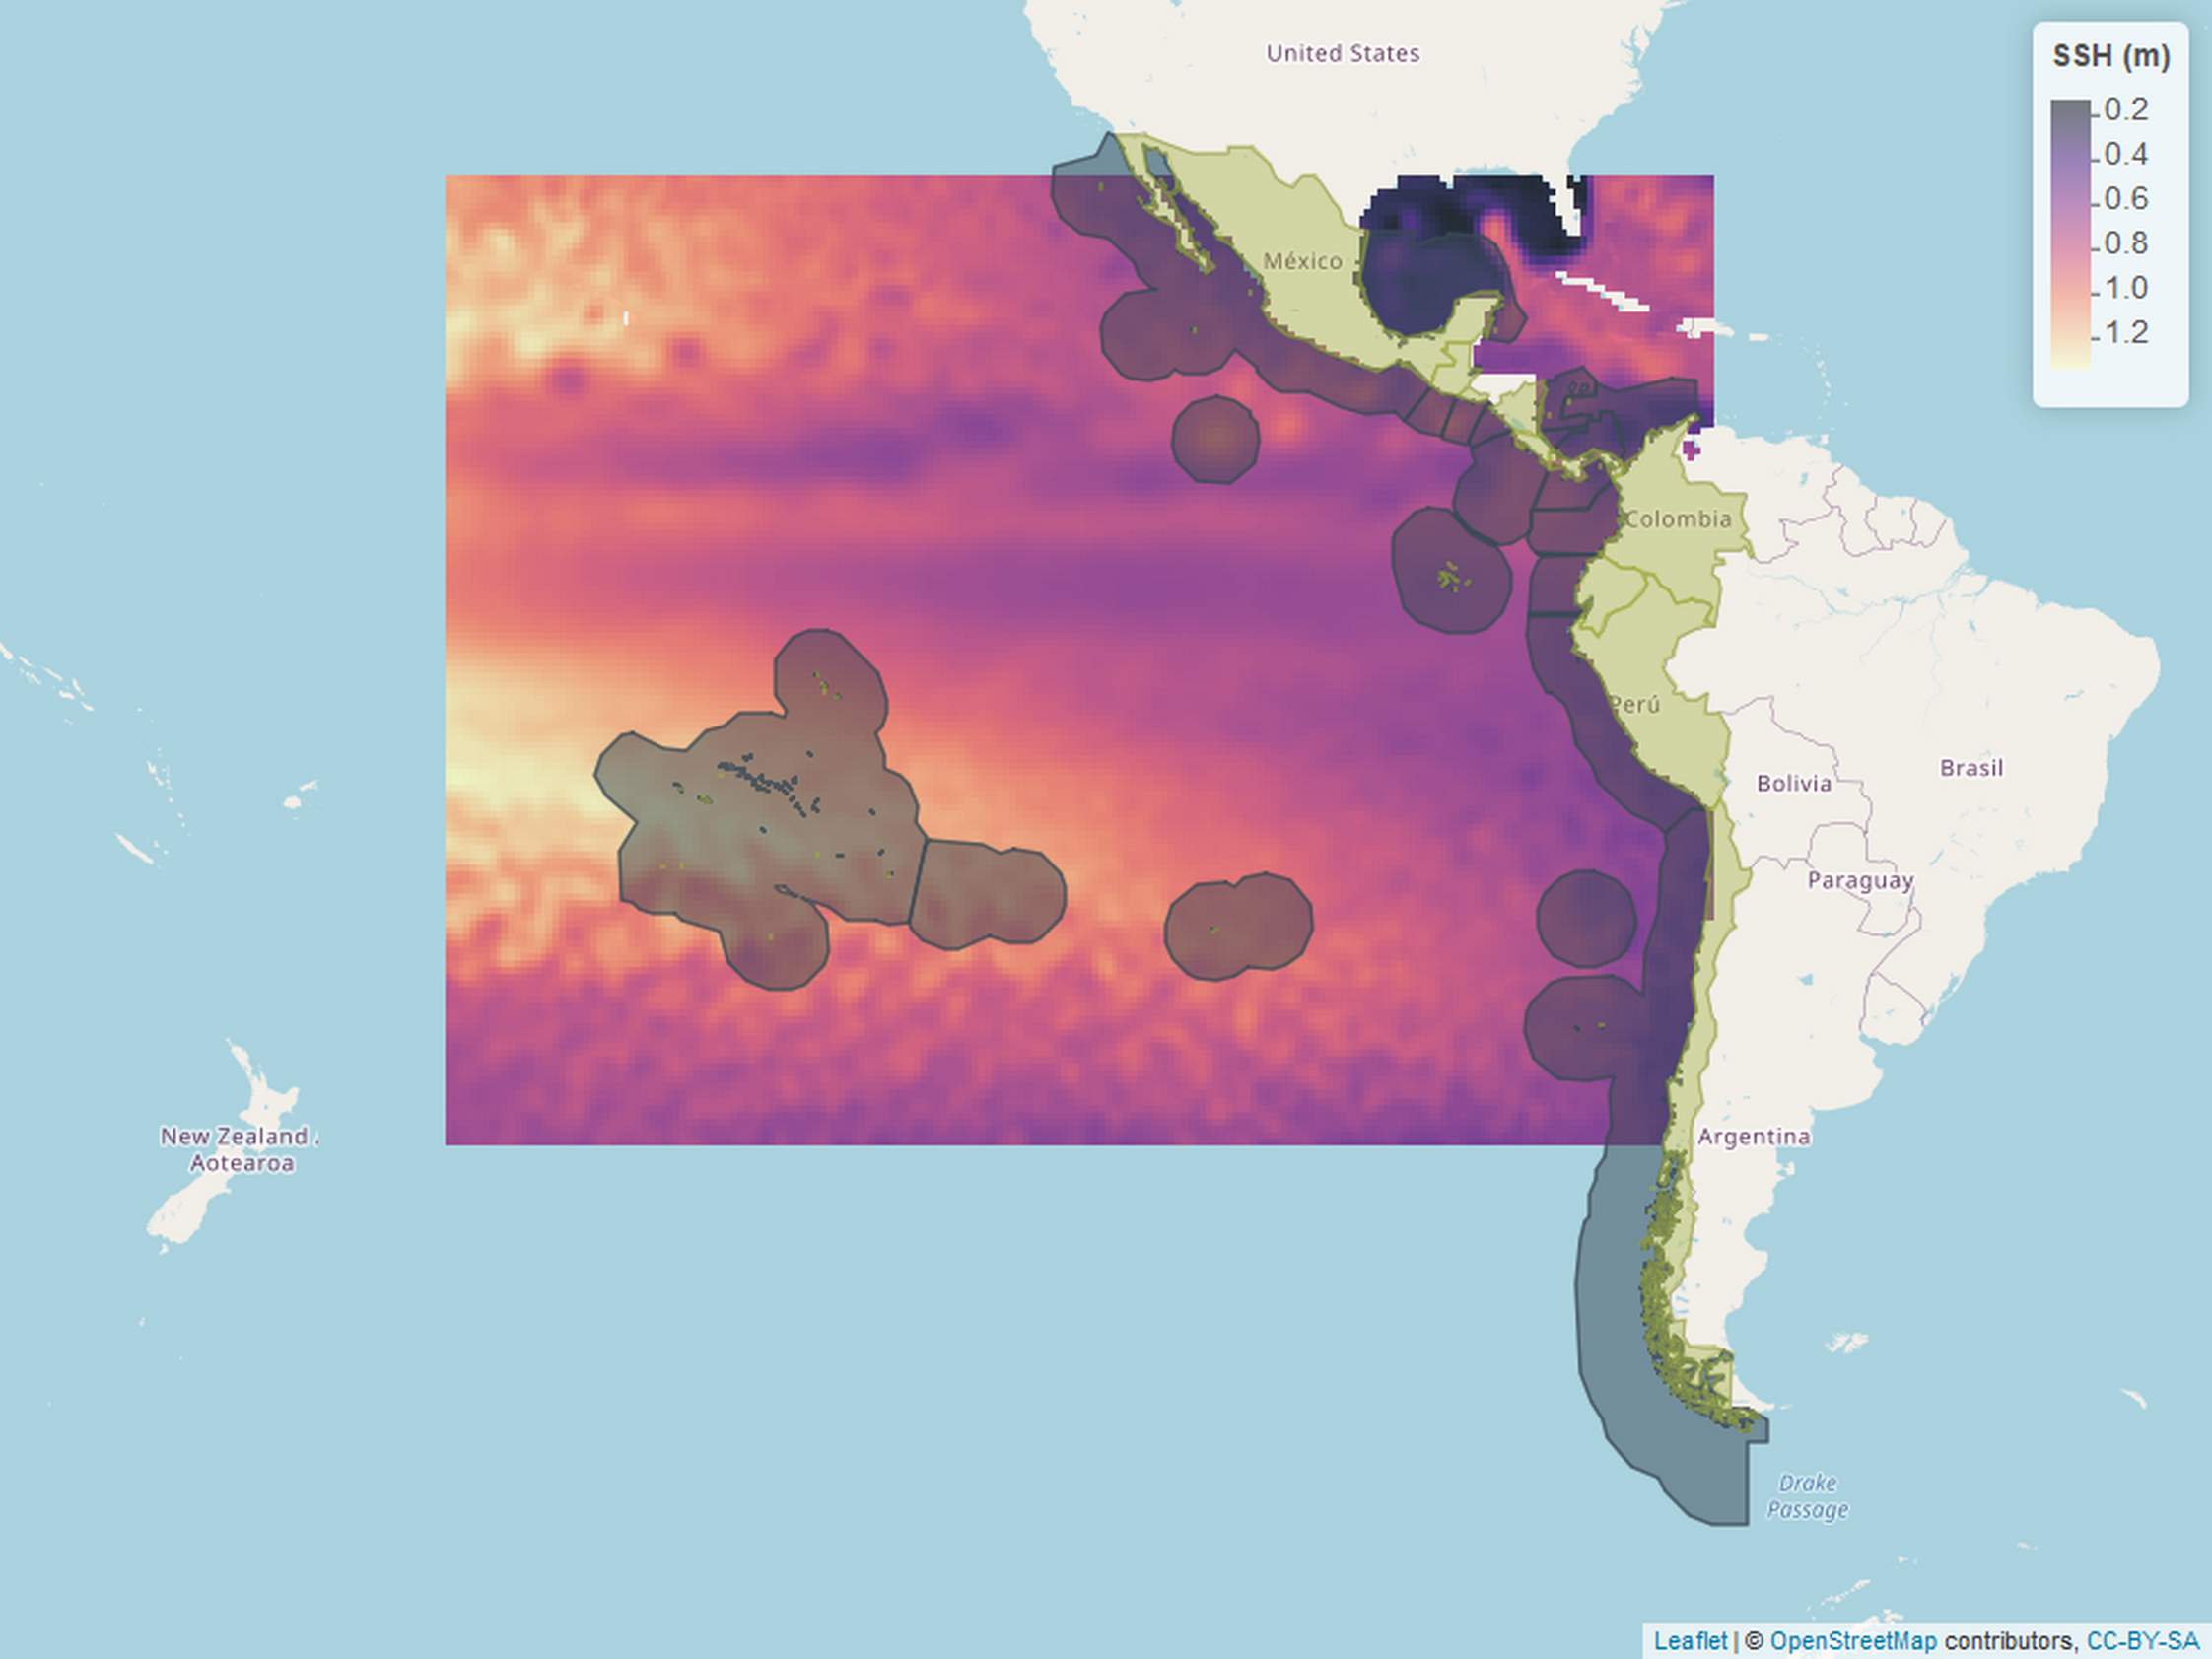 United States
SSH (m)
0.2
0.4
0.6
0.8
1.0
1.2
México
Colombia
Perú
Bolivia
Brasil
Paraguay
New Zealand /
Aotearoa
Argentina
Drake
Passage
Leaflet | © OpenStreetMap contributors, CC-BY-SA